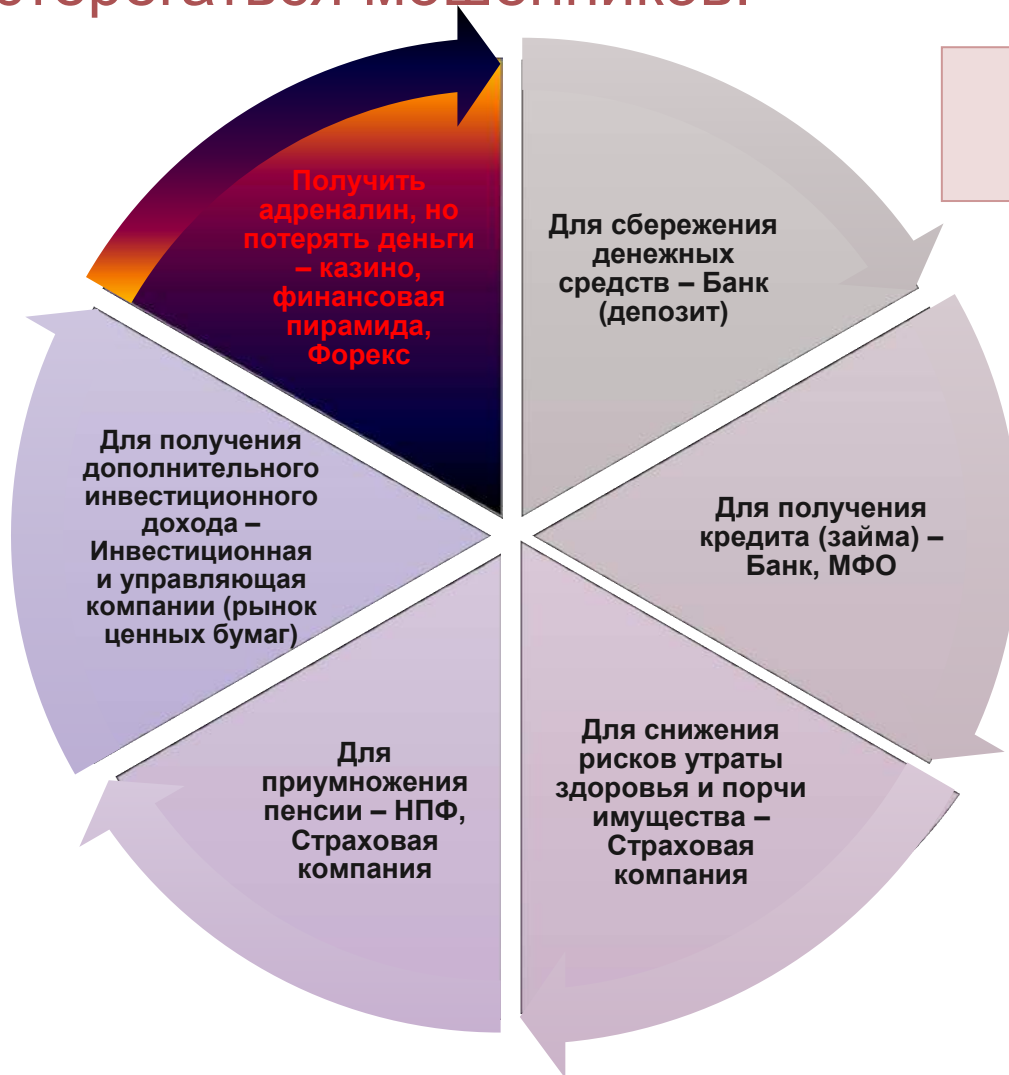 мошенников.
Получить
адреналин, но
потерять деньги
– казино,
финансовая
пирамида,
Форекс
Для сбережения
денежных
средств – Банк
(депозит)
Для получения
кредита (займа) –
Банк, МФО
Для снижения
рисков утраты
здоровья и порчи
имущества –
Страховая
компания
Для
приумножения
пенсии – НПФ,
Страховая
компания
Для получения
дополнительного
инвестиционного
дохода –
Инвестиционная
и управляющая
компании (рынок
ценных бумаг)